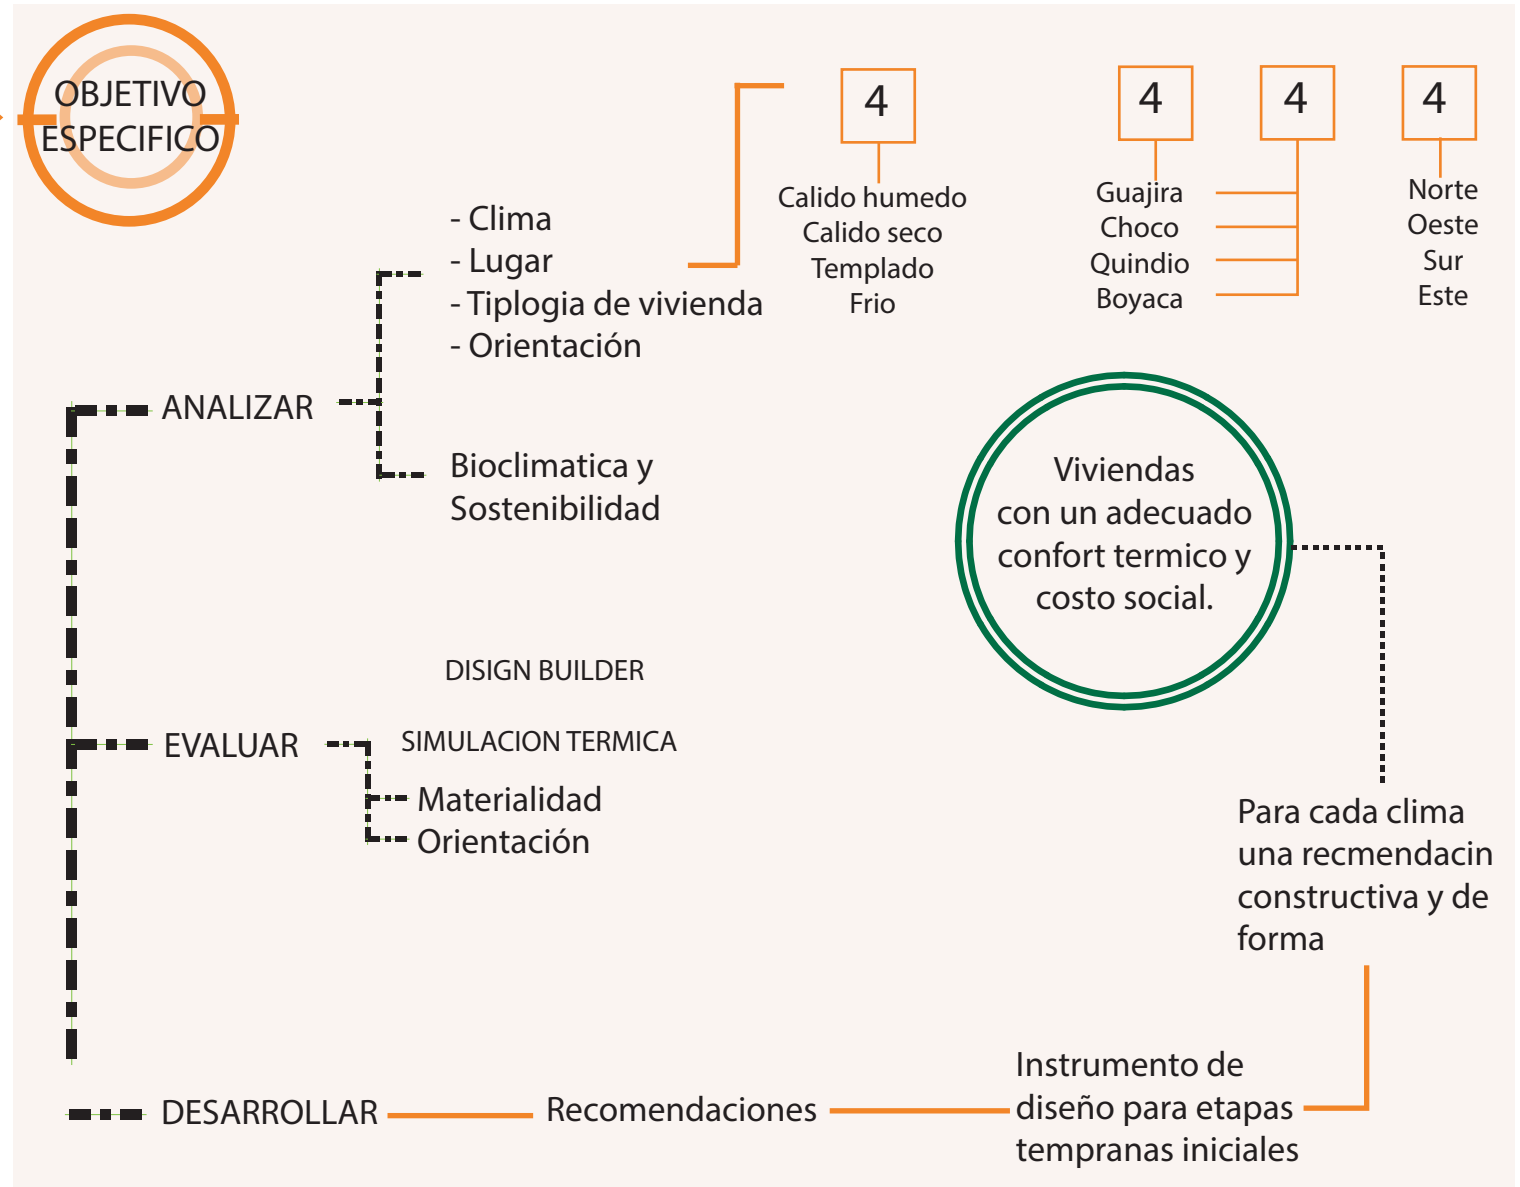 OBJETIVO
ESPECIFICO
- Clima
- Lugar
- Tiplogia de vivienda
- Orientación
4
Calido humedo
Calido seco
Templado
Frio
4
Guajira
Choco
Quindio
Boyaca
4
4
Norte
Oeste
Sur
Este
ANALIZAR
Bioclimatica y
Sostenibilidad
Viviendas
con un adecuado
confort termico y
costo social.
DISIGN BUILDER
EVALUAR
SIMULACION TERMICA
Materialidad
Orientación
Para cada clima
una recmendacin
constructiva y de
forma
DESARROLLAR
Recomendaciones
Instrumento de
diseño para etapas
tempranas iniciales